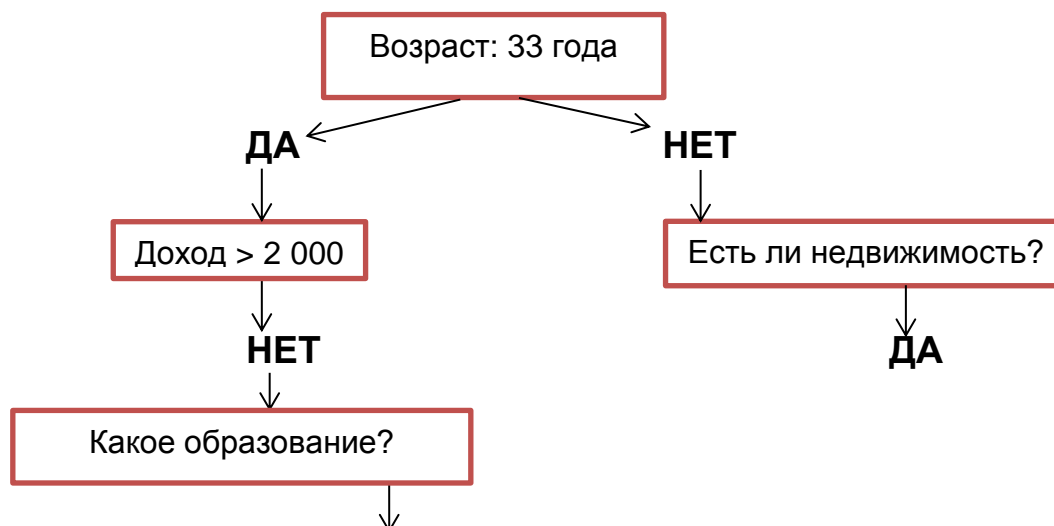 Возраст: 33 года
ДА
НЕТ
Доход > 2 000
Есть ли недвижимость?
НЕТ
ДА
Какое образование?